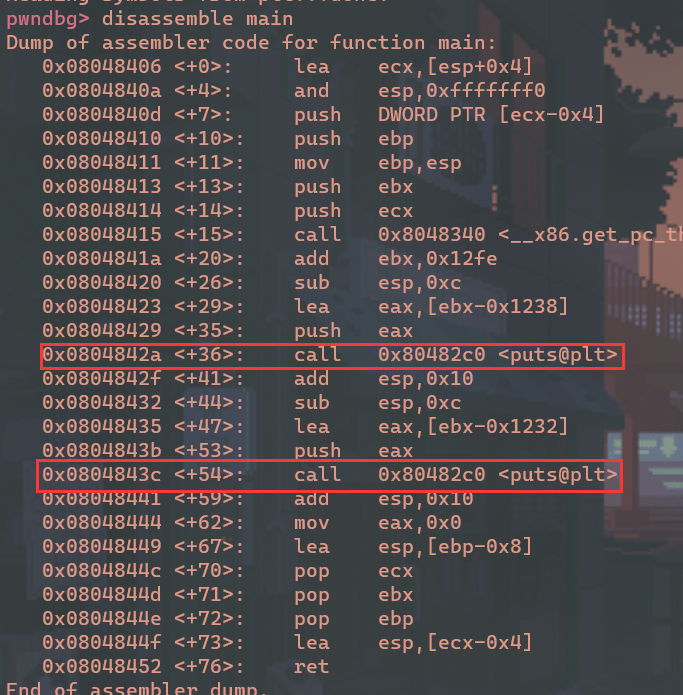 pwndbg> disassemble main
Dump of assembler code for function main:
0x08048406 <+0>: lea ecx,[esp+0x4]
0x0804840a <+4>: and esp,0xfffffff0
0x0804840d <+7>: push DWORD PTR [ecx-0x4]
0x08048410 <+10>: push ebp
0x08048411 <+11>: mov ebp,esp
0x08048413 <+13>: push ebx
0x08048414 <+14>: push ecx
0x08048415 <+15>: call 0x8048340 <__x86.get_pc_th
0x0804841a <+20>: add ebx,0x12fe
0x08048420 <+26>: sub esp,0xc
0x08048423 <+29>: lea eax,[ebx-0x1238]
0x08048429 <+35>: push eax
0x0804842a <+36>: call 0x80482c0 <puts@plt>
0x0804842f <+41>: add esp,0x10
0x08048432 <+44>: sub esp,0xc
0x08048435 <+47>: lea eax,[ebx-0x1232]
0x0804843b <+53>: push eax
0x0804843c <+54>: call 0x80482c0 <puts@plt>
0x08048441 <+59>: add esp,0x10
0x08048444 <+62>: mov eax,0x0
0x08048449 <+67>: lea esp,[ebp-0x8]
0x0804844c <+70>: pop ecx
0x0804844d <+71>: pop ebx
0x0804844e <+72>: pop ebp
0x0804844f <+73>: lea esp,[ecx-0x4]
0x08048452 <+76>: ret
End of assembler dump.